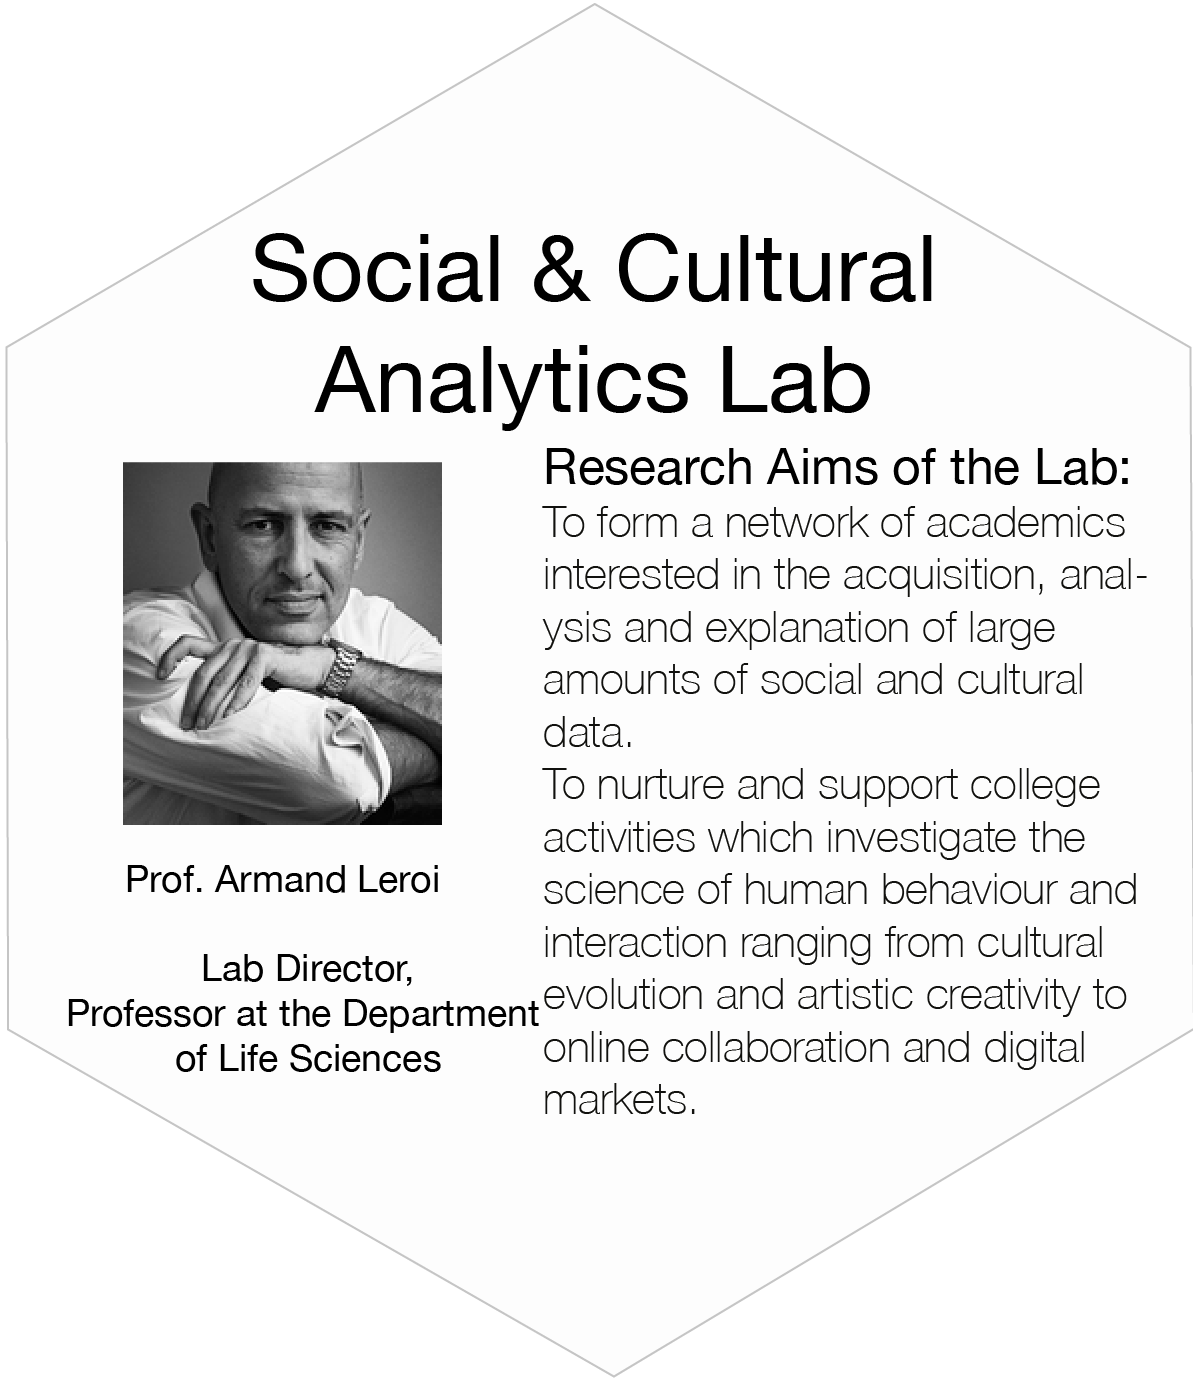 Social & Cultural
Analytics Lab
Prof. Armand Leroi
Lab Director,
Professor at the Department
of Life Sciences
Research Aims of the Lab:
To form a network of academics
interested in the acquisition, anal-
ysis and explanation of large
amounts of social and cultural
data.
To nurture and support college
activities which investigate the
science of human behaviour and
interaction ranging from cultural
evolution and artistic creativity to
online collaboration and digital
markets.